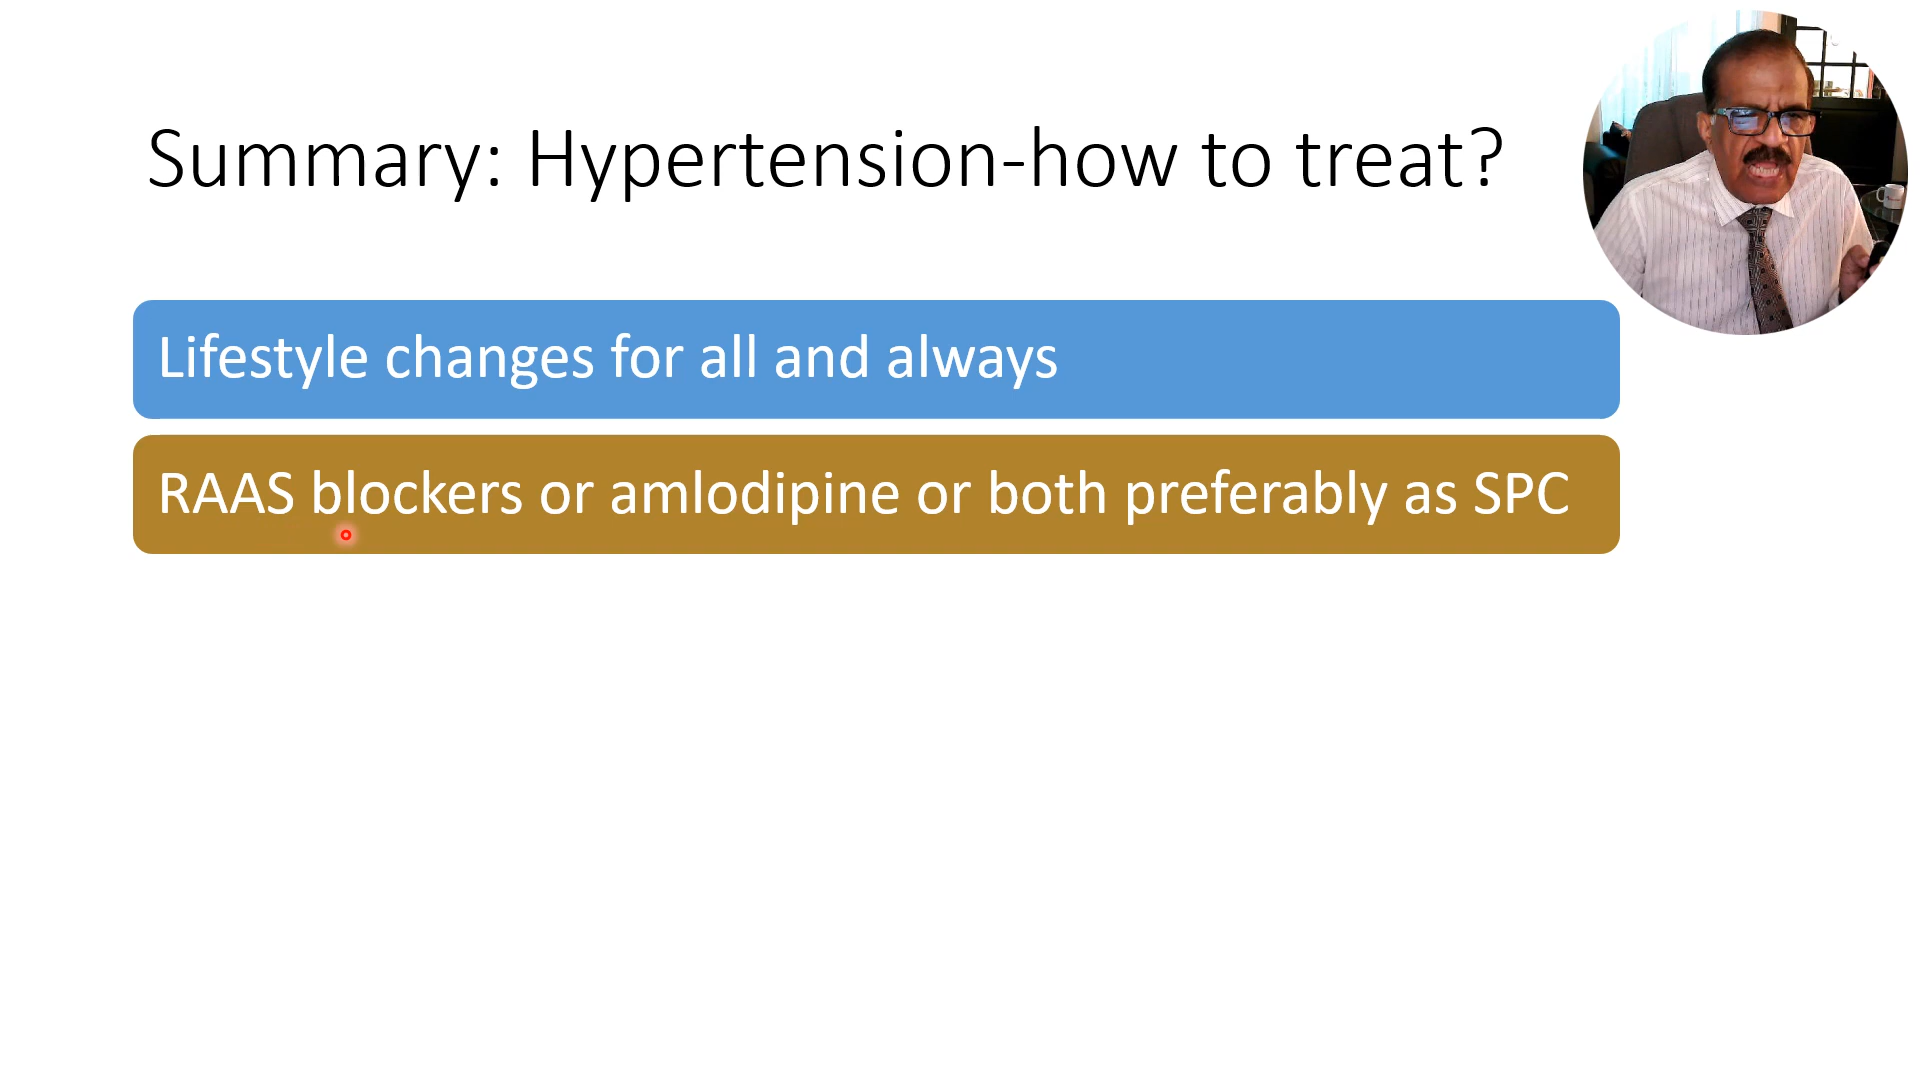 Summary: Hypertension-how to treat?
Lifestyle changes for all and always
RAAS blockers or amlodipine or both preferably as SPC